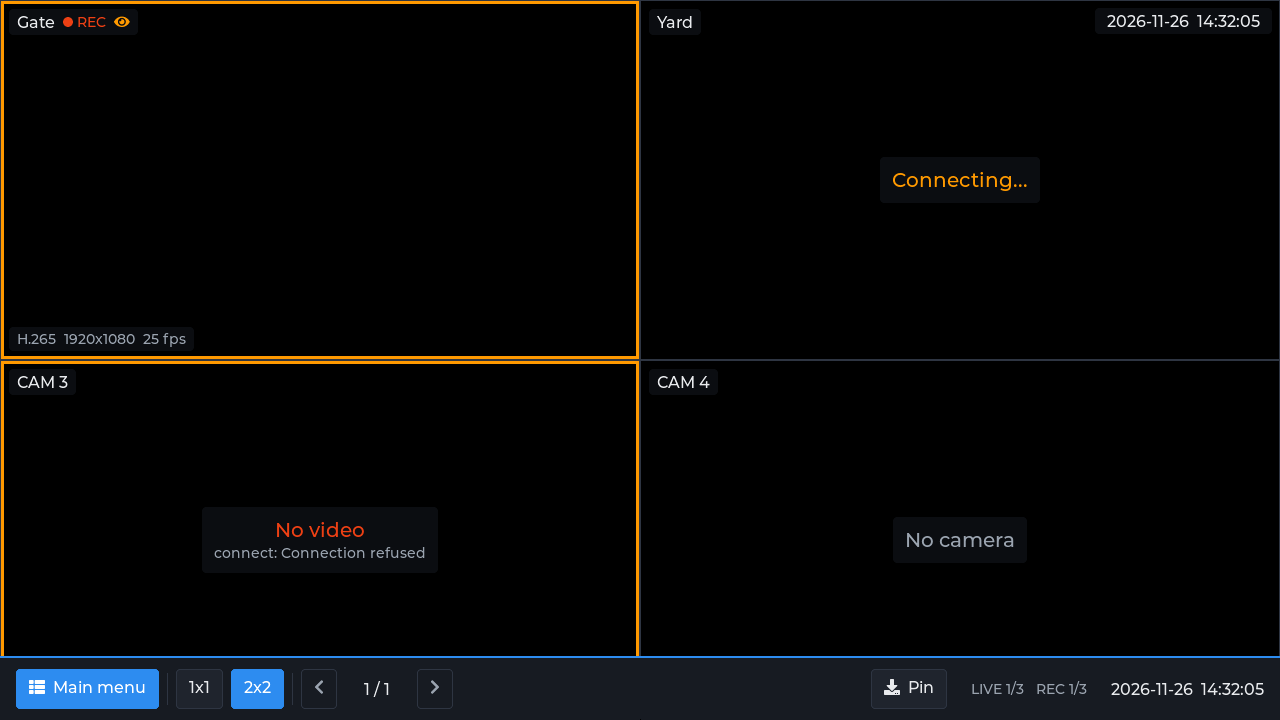 Gate REC
Yard
2026-11-26 14:32:05
Connecting...
H.265 1920x1080 25 fps
CAM 3
CAM 4
No video
connect: Connection refused
No camera
Main menu 1x1 2x2 1 / 1 Pin LIVE 1/3 REC 1/3 2026-11-26 14:32:05